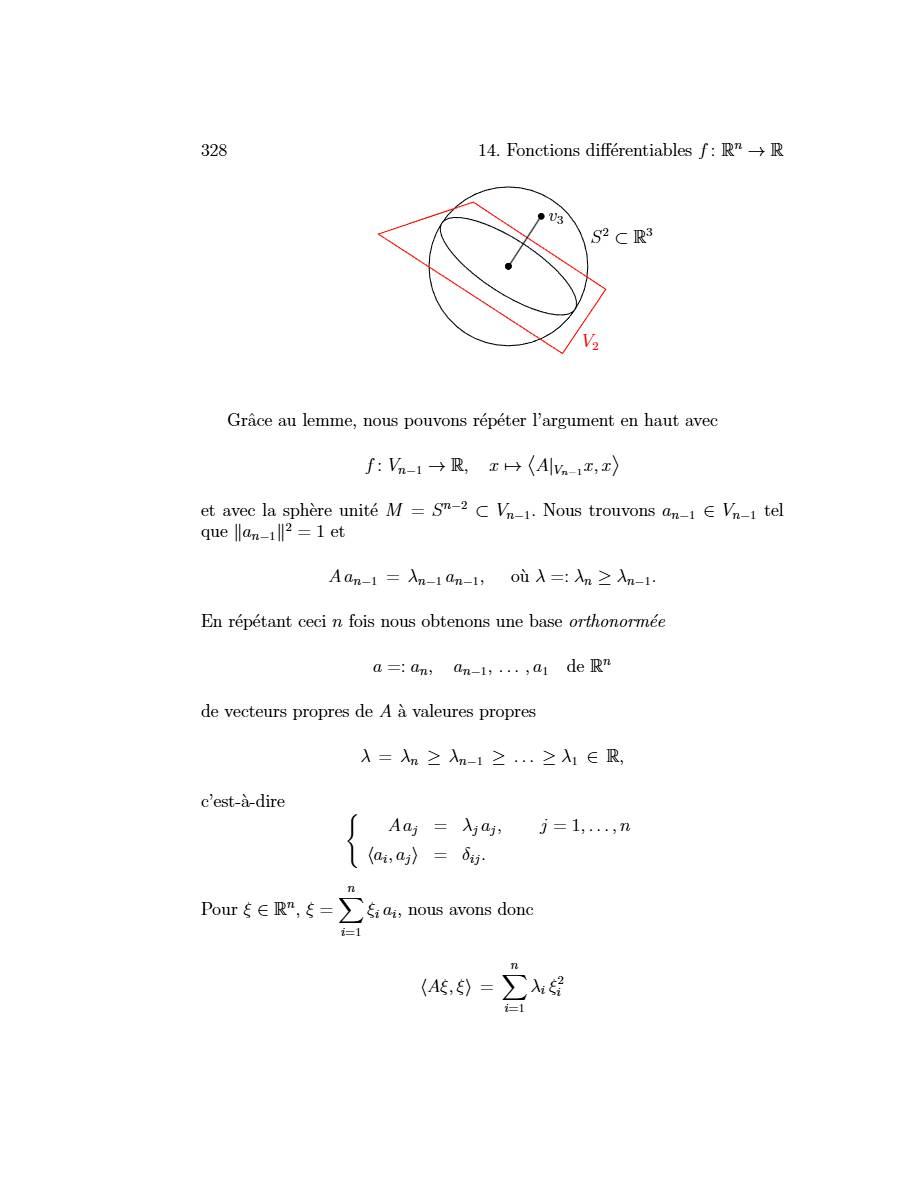 328 14. Fonctions différentiables f : ℝⁿ → ℝ
v₃
S² ⊂ ℝ³
V₂
Grâce au lemme, nous pouvons répéter l'argument en haut avec
f : Vₙ₋₁ → ℝ, x ↦ ⟨A|_{Vₙ₋₁} x, x⟩
et avec la sphère unité M = Sⁿ⁻² ⊂ Vₙ₋₁. Nous trouvons aₙ₋₁ ∈ Vₙ₋₁ tel
que ‖aₙ₋₁‖² = 1 et
A aₙ₋₁ = λₙ₋₁ aₙ₋₁, où λ =: λₙ ≥ λₙ₋₁.
En répétant ceci n fois nous obtenons une base orthonormée
a =: aₙ, aₙ₋₁, … , a₁ de ℝⁿ
de vecteurs propres de A à valeures propres
λ = λₙ ≥ λₙ₋₁ ≥ … ≥ λ₁ ∈ ℝ,
c'est-à-dire
{ A aⱼ = λⱼ aⱼ, j = 1, … , n
⟨aᵢ, aⱼ⟩ = δᵢⱼ.
Pour ξ ∈ ℝⁿ, ξ = ∑_{i=1}^{n} ξᵢ aᵢ, nous avons donc
⟨Aξ, ξ⟩ = ∑_{i=1}^{n} λᵢ ξᵢ²